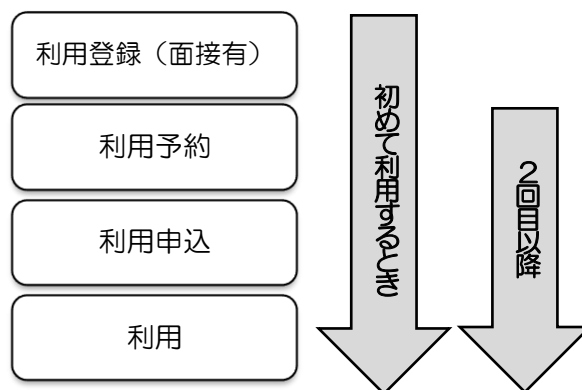 利用登録（面接有）
利用予約
利用申込
利用
初めて利用するとき
２回目以降